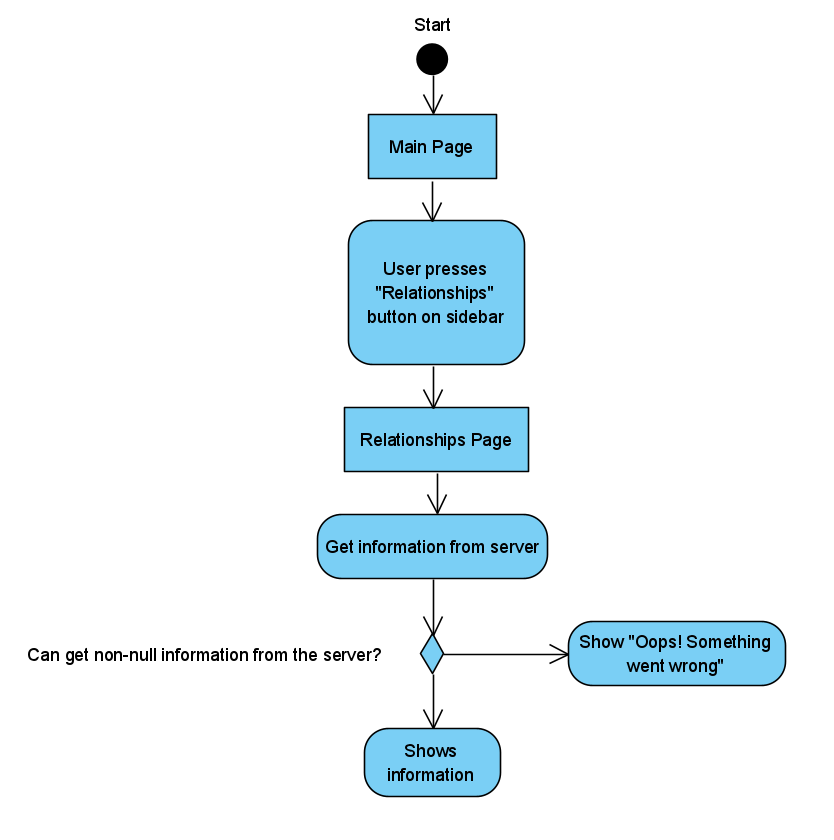 Start
Main Page
User presses
"Relationships"
button on sidebar
Relationships Page
Get information from server
Can get non-null information from the server?
Show "Oops! Something
went wrong"
Shows
information